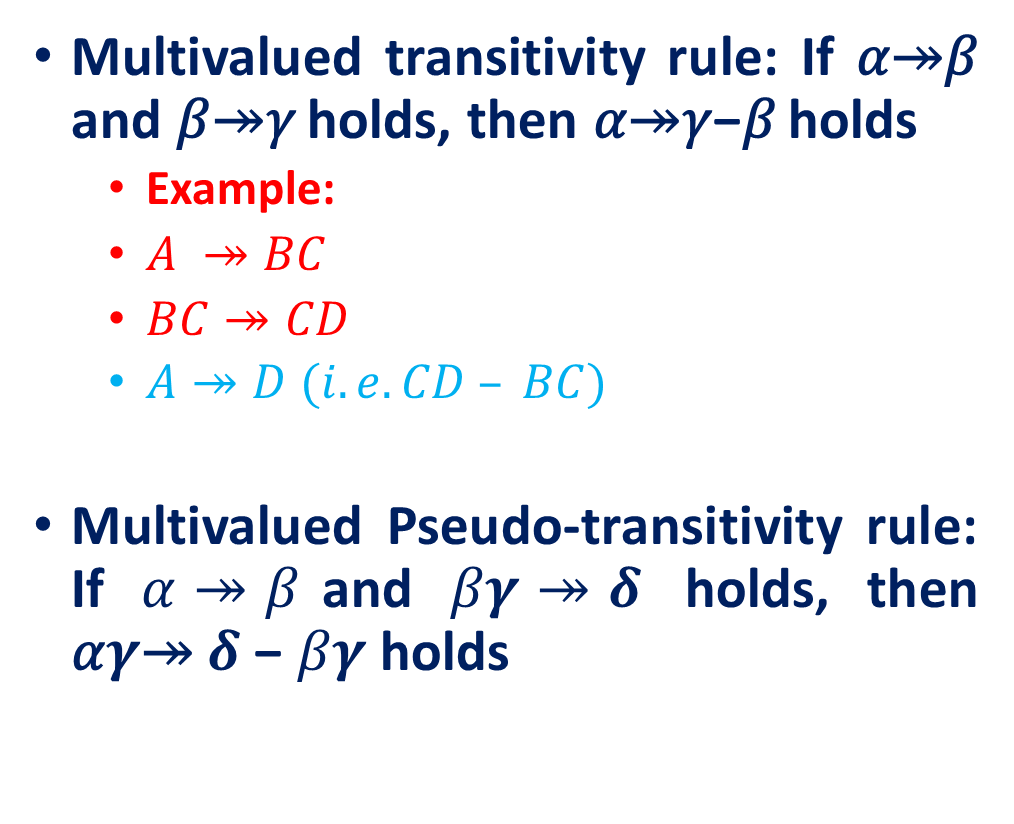 • Multivalued transitivity rule: If α↠β
and β↠γ holds, then α↠γ−β holds
• Example:
• A ↠ BC
• BC ↠ CD
• A ↠ D (i.e. CD − BC)
• Multivalued Pseudo-transitivity rule:
If α ↠ β and βγ ↠ δ holds, then
αγ↠ δ − βγ holds